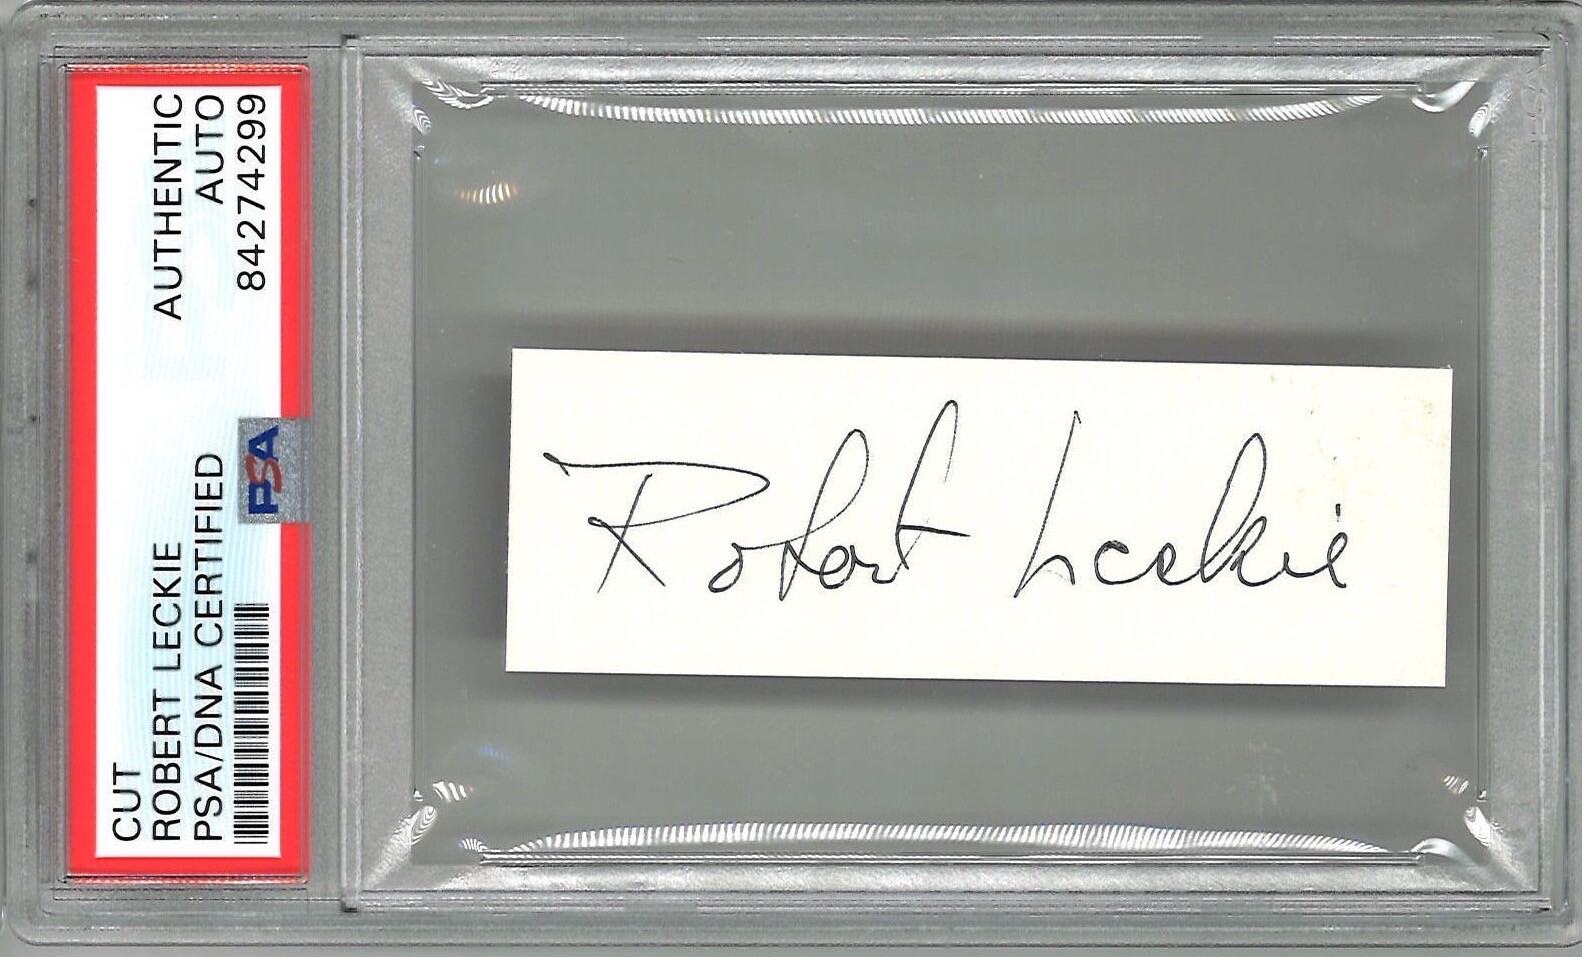 CUT
ROBERT LECKIE
PSA/DNA CERTIFIED
AUTHENTIC
AUTO
84274299
PSA
Robert Leckie